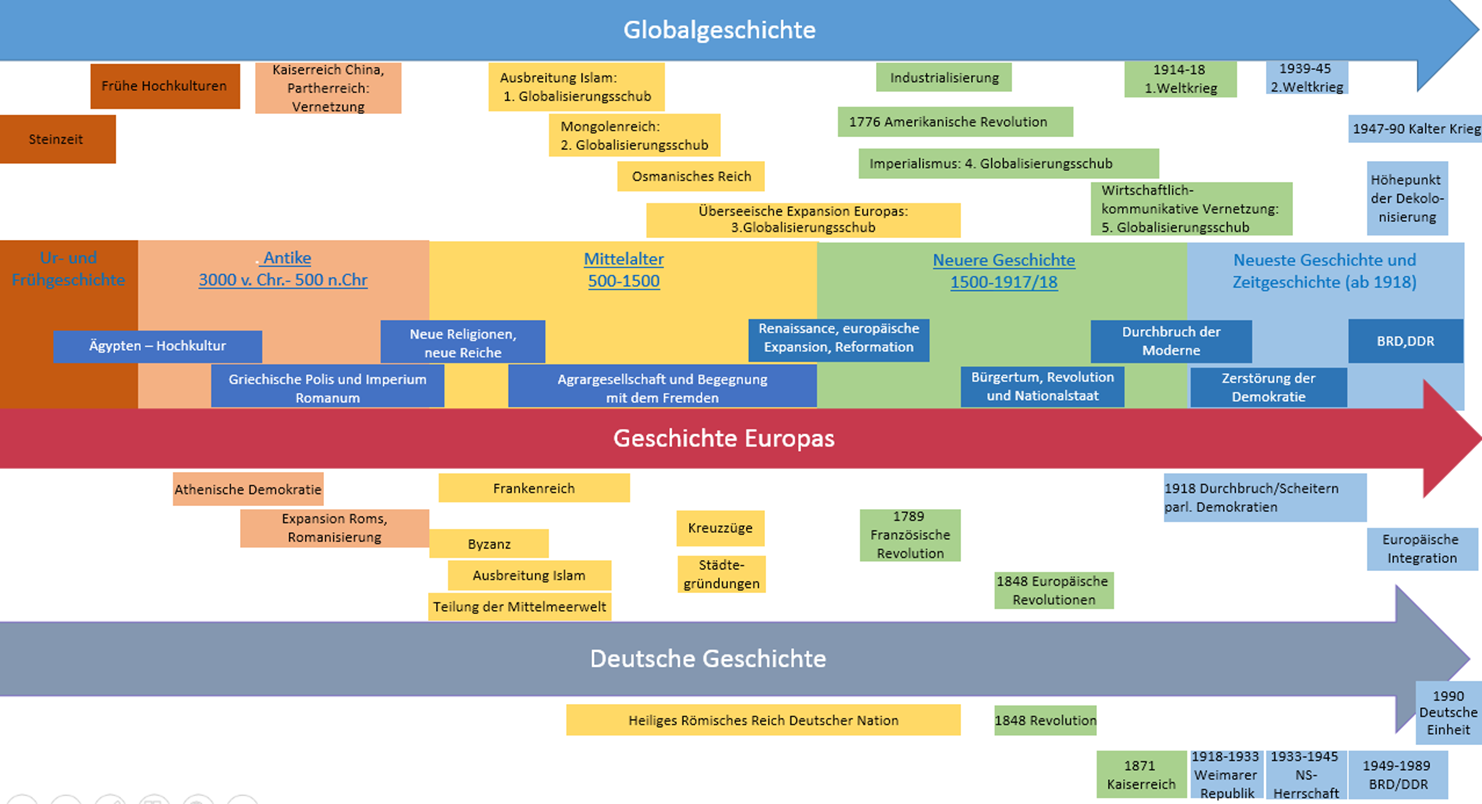 Globalgeschichte
Frühe Hochkulturen
Kaiserreich China,
Partherreich:
Vernetzung
Ausbreitung Islam:
1. Globalisierungsschub
Industrialisierung
1914-18
1.Weltkrieg
1939-45
2.Weltkrieg
Steinzeit
Mongolenreich:
2. Globalisierungsschub
1776 Amerikanische Revolution
1947-90 Kalter Krieg
Osmanisches Reich
Imperialismus: 4. Globalisierungsschub
Höhepunkt
der Dekolo-
nisierung
Überseeische Expansion Europas:
3.Globalisierungsschub
Wirtschaftlich-
kommunikative Vernetzung:
5. Globalisierungsschub
Ur- und
Frühgeschichte
. Antike
3000 v. Chr.- 500 n.Chr
Mittelalter
500-1500
Neuere Geschichte
1500-1917/18
Neueste Geschichte und
Zeitgeschichte (ab 1918)
Ägypten – Hochkultur
Neue Religionen,
neue Reiche
Renaissance, europäische
Expansion, Reformation
Durchbruch der
Moderne
BRD,DDR
Griechische Polis und Imperium
Romanum
Agrargesellschaft und Begegnung
mit dem Fremden
Bürgertum, Revolution
und Nationalstaat
Zerstörung der
Demokratie
Geschichte Europas
Athenische Demokratie
Frankenreich
1918 Durchbruch/Scheitern
parl. Demokratien
Expansion Roms,
Romanisierung
Byzanz
Kreuzzüge
1789
Französische
Revolution
Europäische
Integration
Ausbreitung Islam
Städte-
gründungen
1848 Europäische
Revolutionen
Teilung der Mittelmeerwelt
Deutsche Geschichte
1990
Deutsche
Einheit
Heiliges Römisches Reich Deutscher Nation
1848 Revolution
1871
Kaiserreich
1918-1933
Weimarer
Republik
1933-1945
NS-
Herrschaft
1949-1989
BRD/DDR